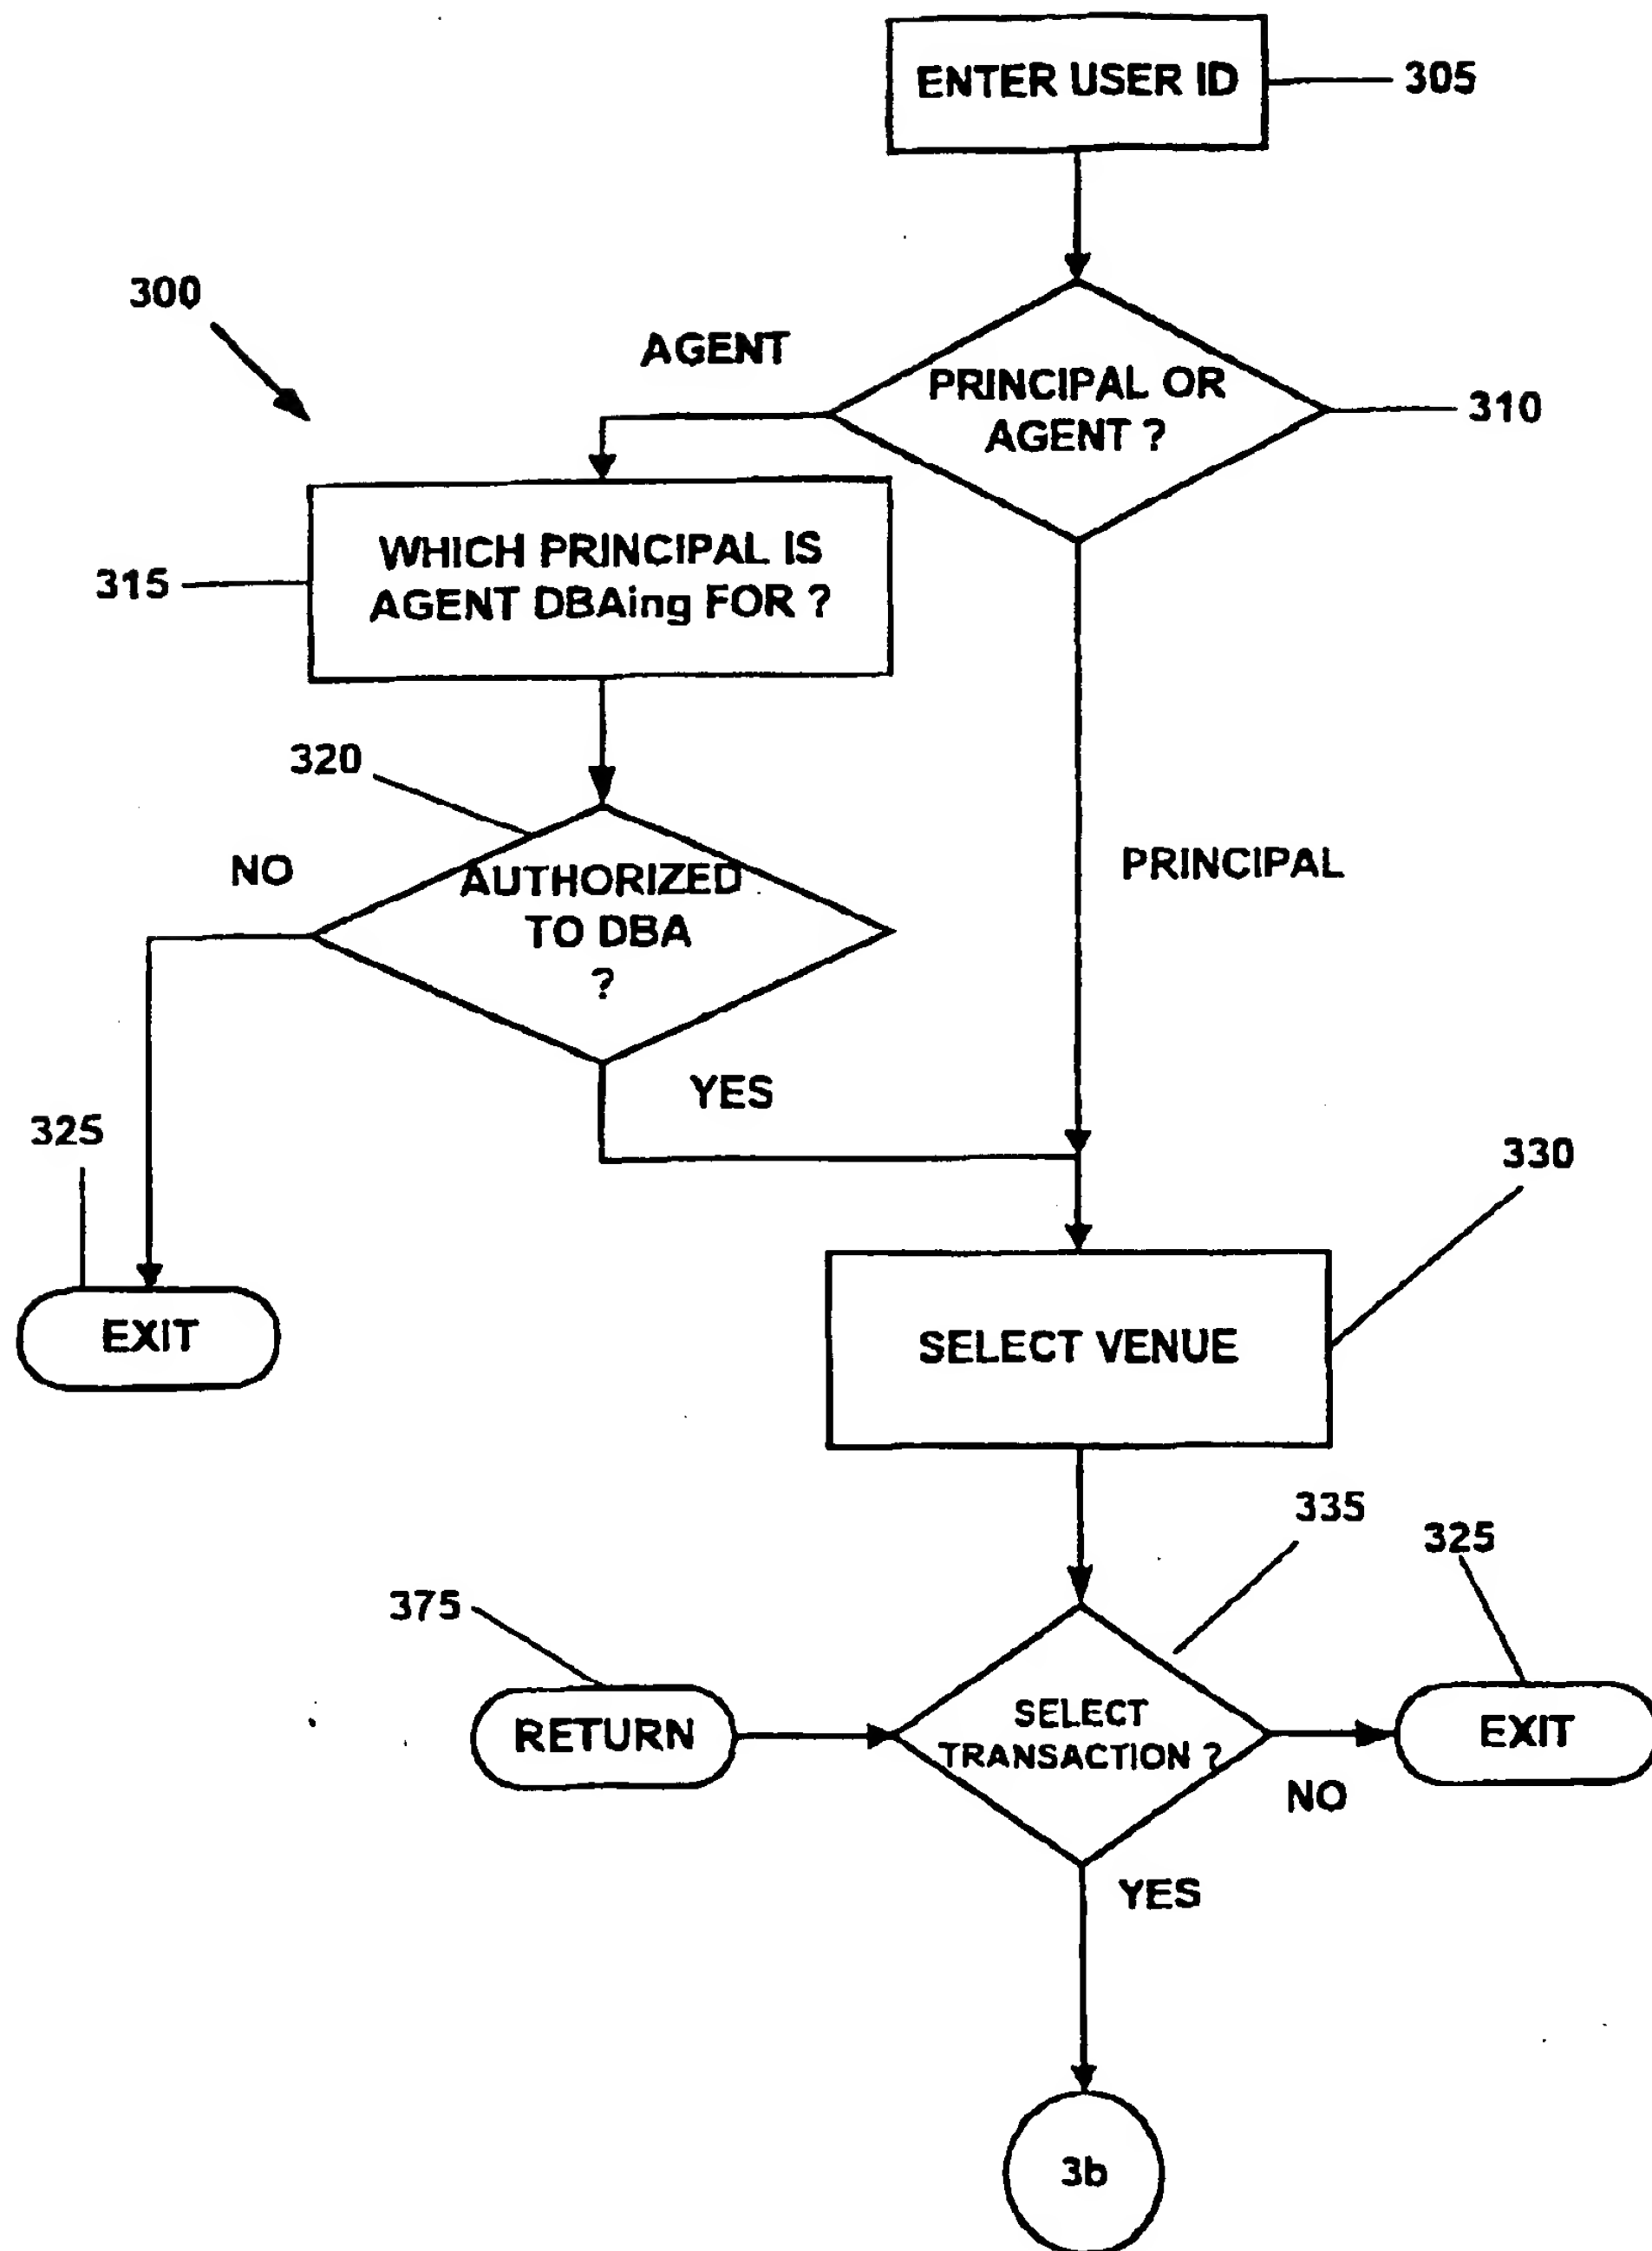 ENTER USER ID
305
300
AGENT
PRINCIPAL OR
AGENT ?
310
WHICH PRINCIPAL IS
AGENT DBAing FOR ?
315
320
NO
AUTHORIZED
TO DBA
?
PRINCIPAL
YES
325
330
EXIT
SELECT VENUE
335
325
375
RETURN
SELECT
TRANSACTION ?
EXIT
NO
YES
3b